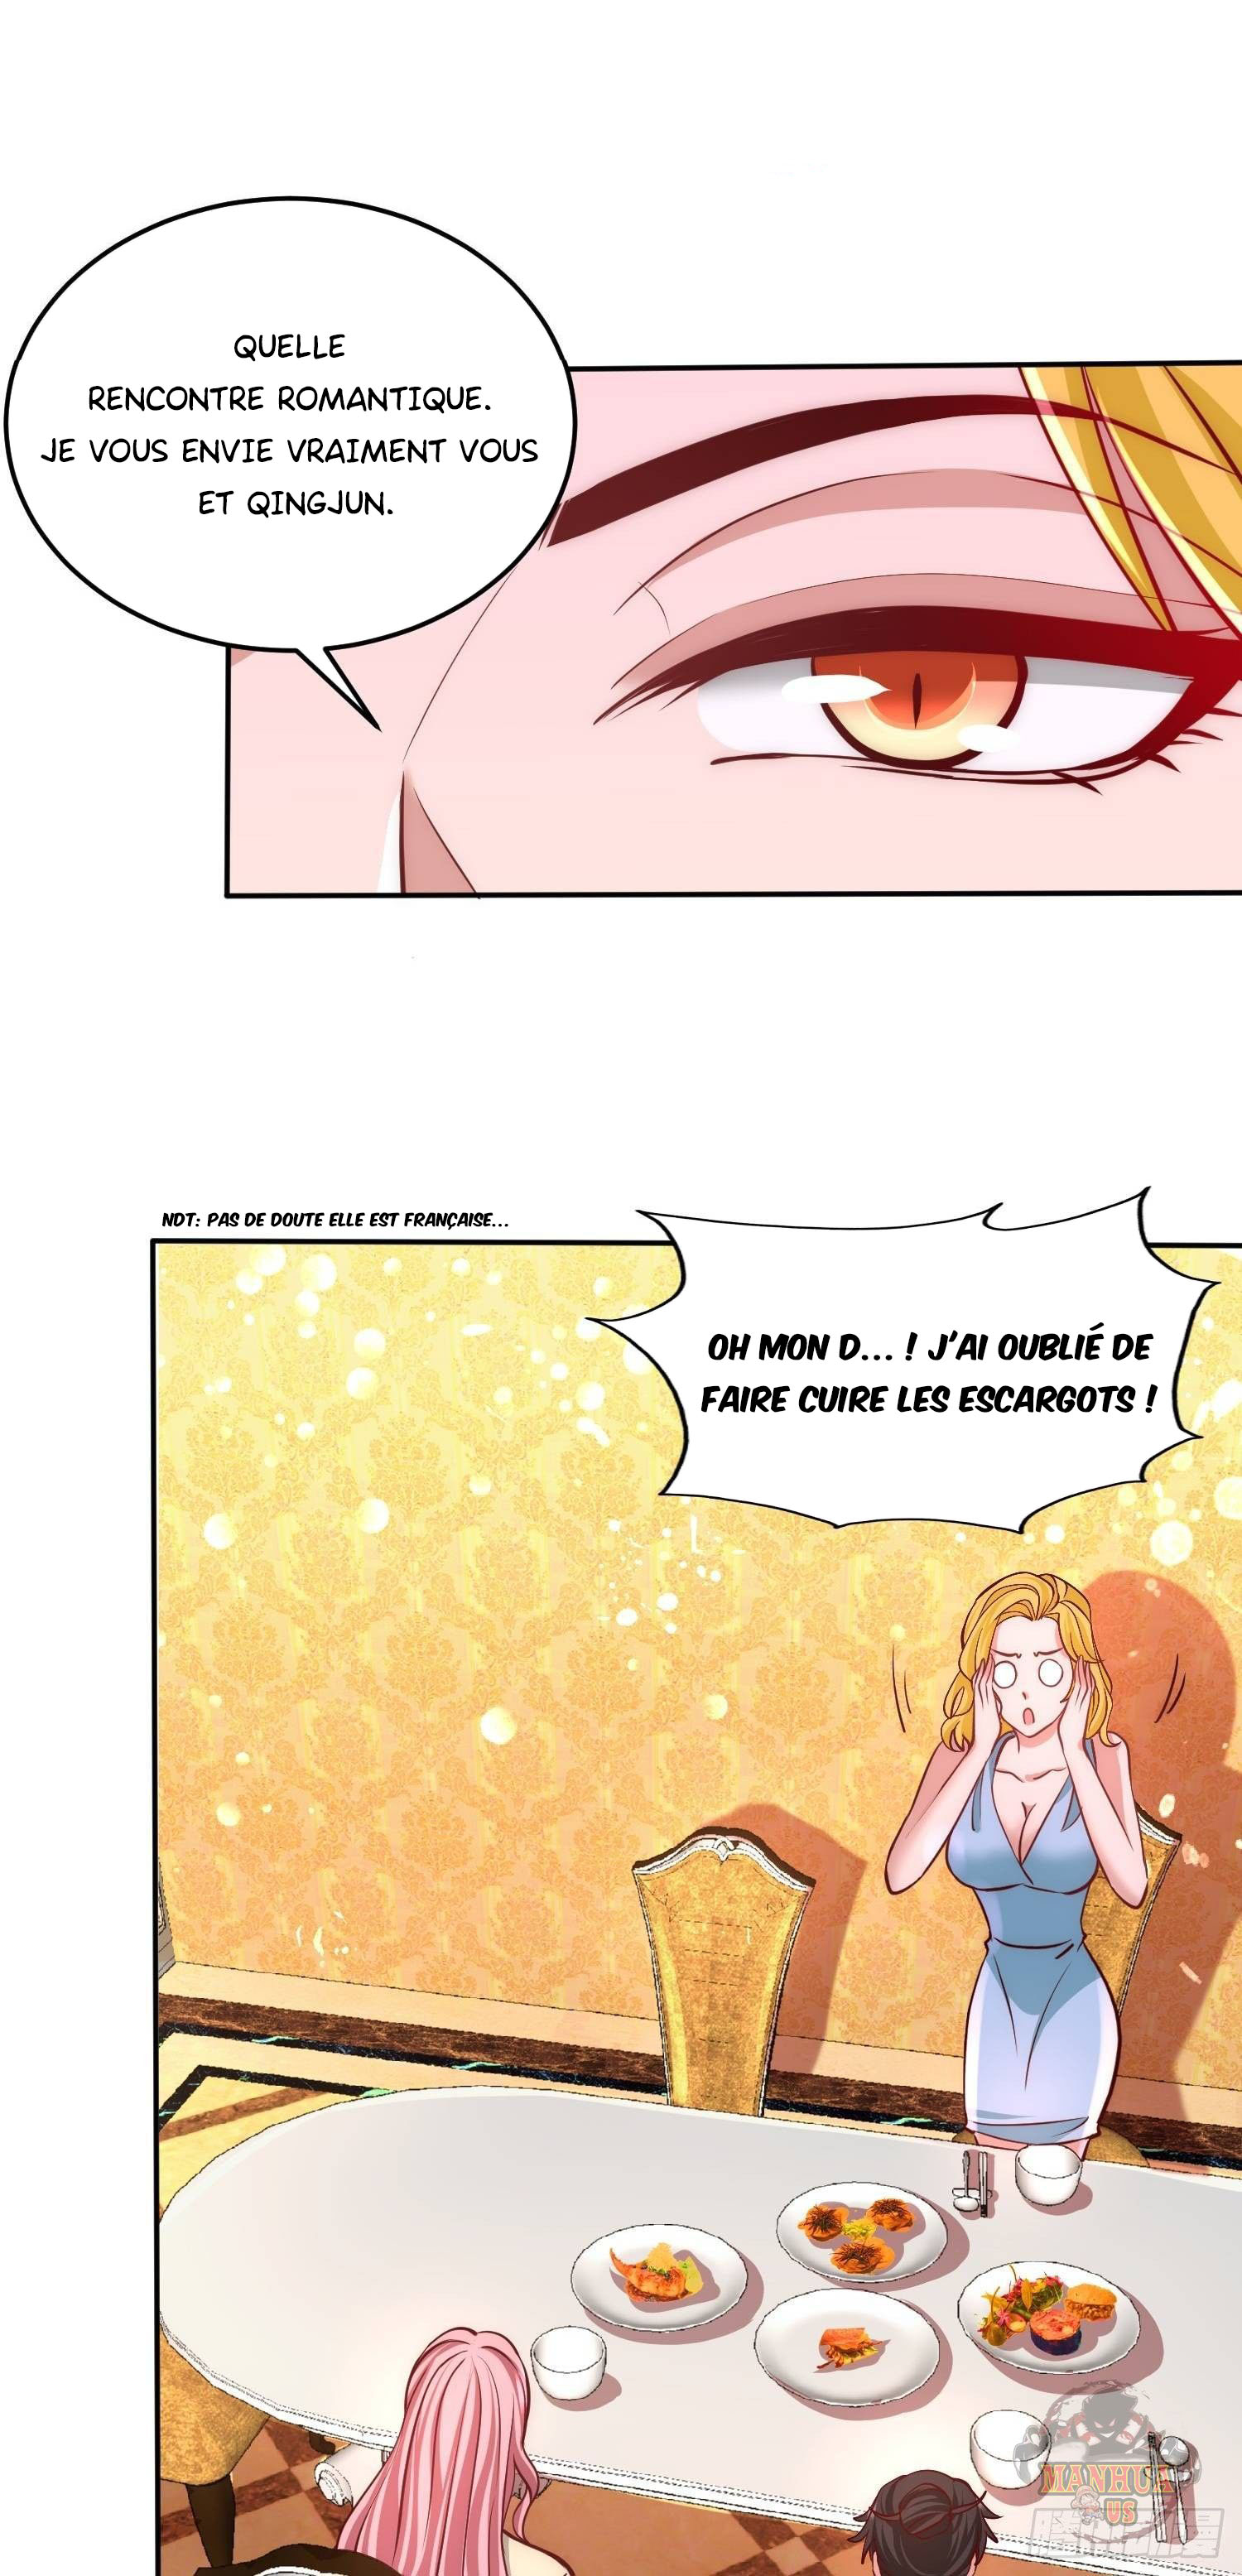 QUELLE
RENCONTRE ROMANTIQUE.
JE VOUS ENVIE VRAIMENT VOUS
ET QINGJUN.
NDT: PAS DE DOUTE ELLE EST FRANÇAISE...
OH MON D... ! J'AI OUBLIÉ DE
FAIRE CUIRE LES ESCARGOTS !
MANHUA
US